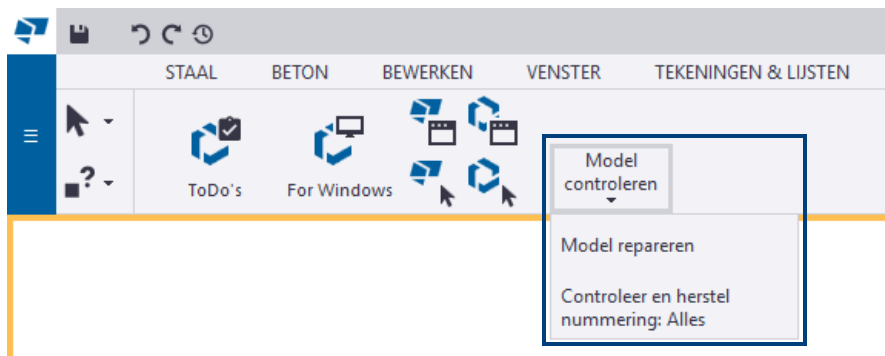 STAAL BETON BEWERKEN VENSTER TEKENINGEN & LIJSTEN
?
ToDo's For Windows
Model
controleren
Model repareren
Controleer en herstel
nummering: Alles